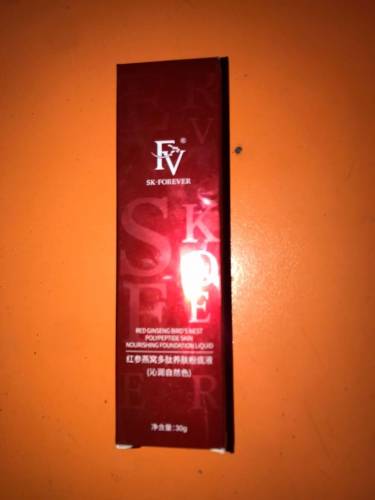 FV®
SK·FOREVER
RED GINSENG BIRD'S NEST
POLYPEPTIDE SKIN
NOURISHING FOUNDATION LIQUID
红参燕窝多肽养肤粉底液
(沁润自然色)
净含量:30g